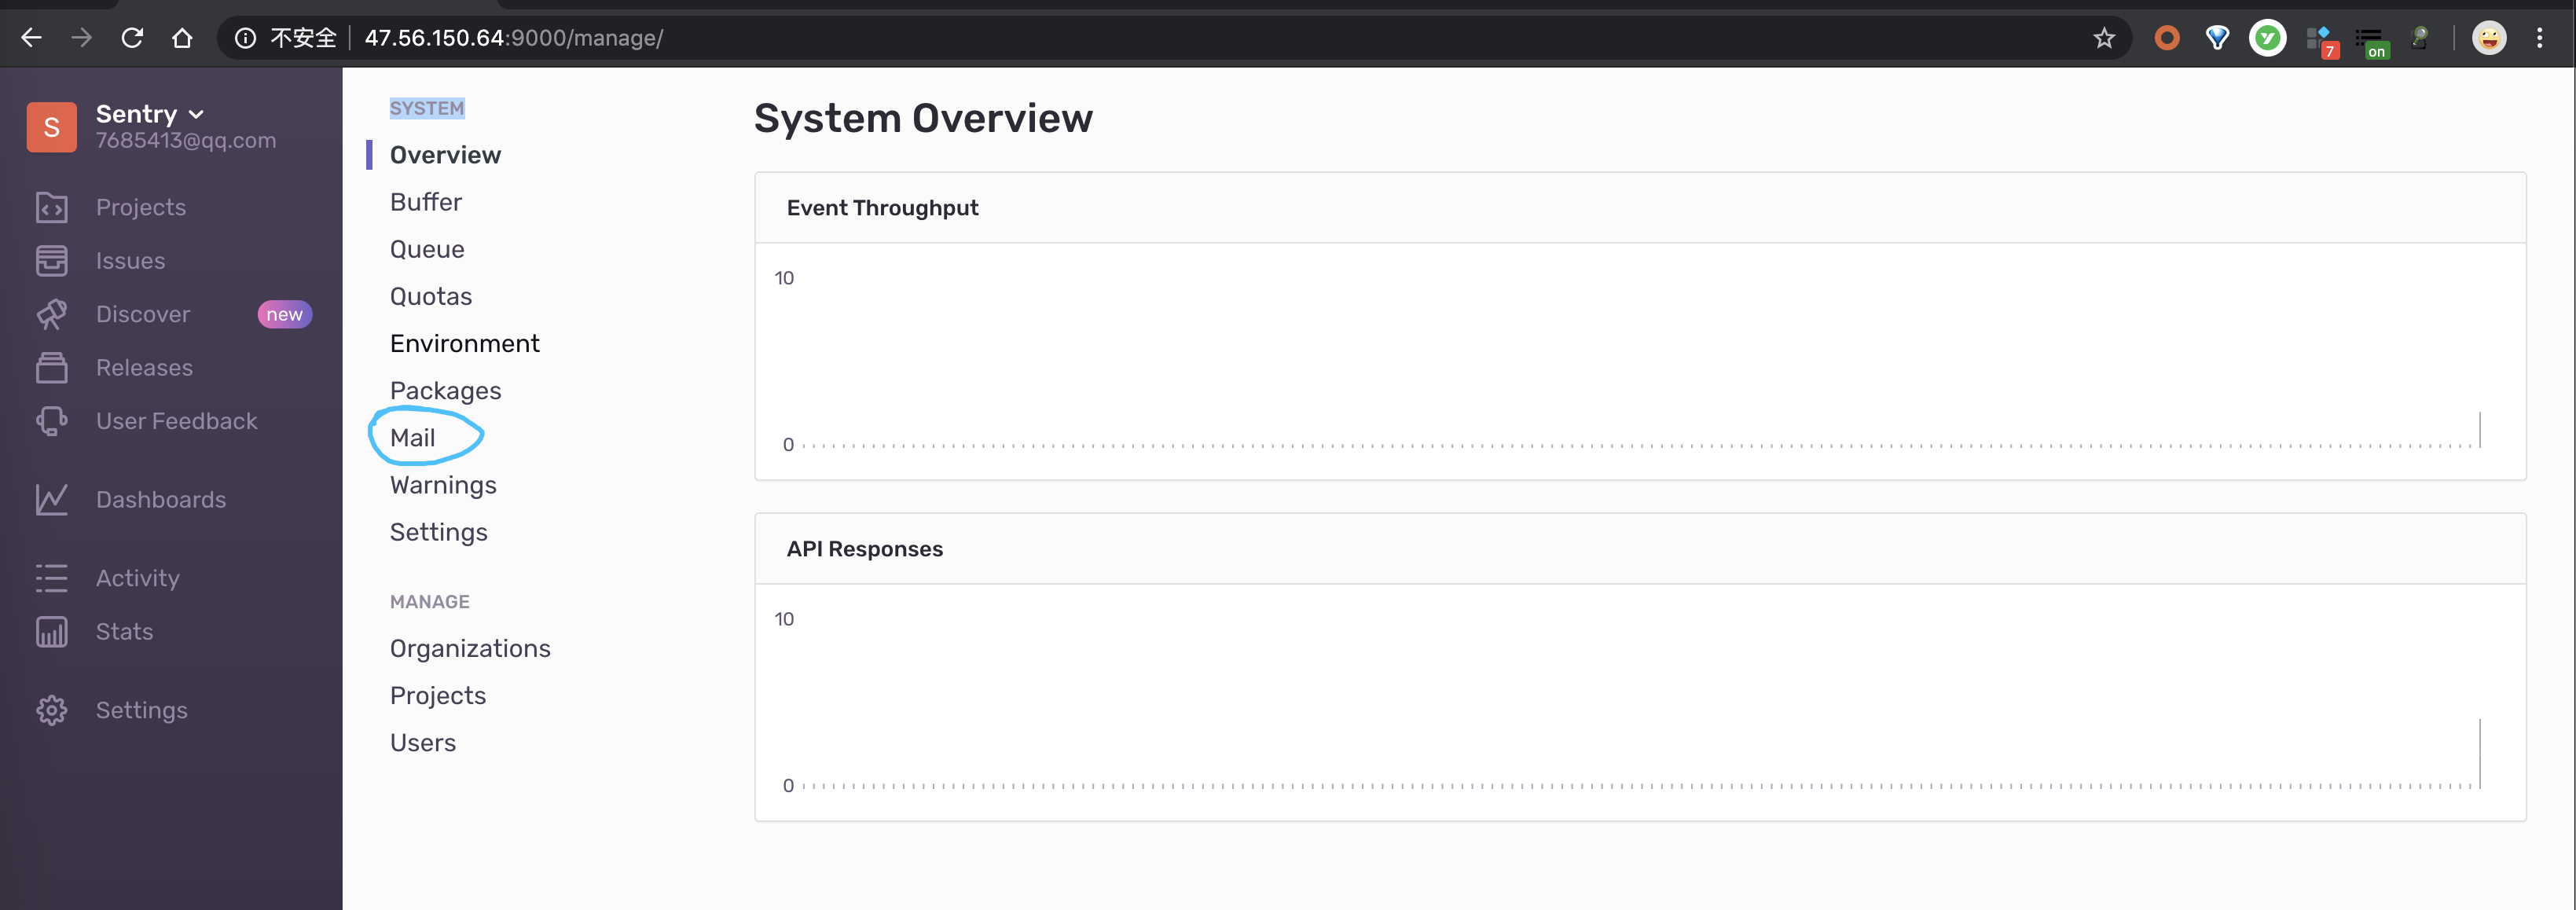 不安全 47.56.150.64:9000/manage/
7
on
S
Sentry
7685413@qq.com
Projects
Issues
Discover new
Releases
User Feedback
Dashboards
Activity
Stats
Settings
SYSTEM
Overview
Buffer
Queue
Quotas
Environment
Packages
Mail
Warnings
Settings
MANAGE
Organizations
Projects
Users
System Overview
Event Throughput
10
0
API Responses
10
0